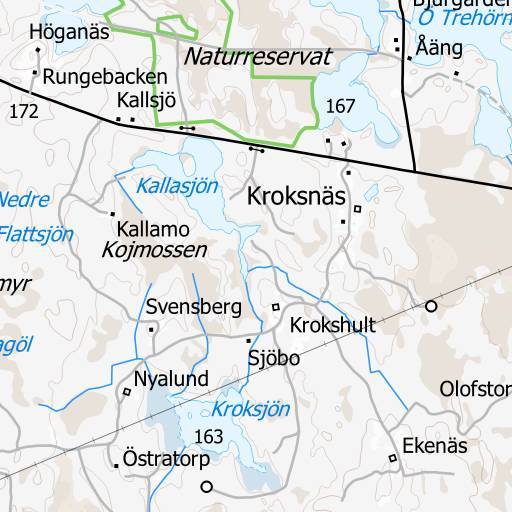 Ö Trehörn
Höganäs
Naturreservat
Åäng
Rungebacken
172
Kallsjö
167
Kallasjön
Nedre
Flattsjön
Kroksnäs
Kallamo
Kojmossen
myr
Svensberg
Krokshult
Sjöbo
Nyalund
Olofstor
Kroksjön
163
Ekenäs
Östratorp